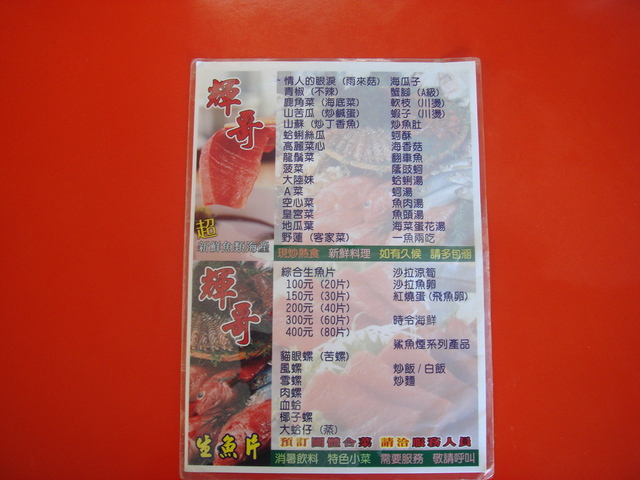 輝哥
超
新鮮魚類海產
情人的眼淚（雨來菇） 海瓜子
青椒（不辣） 蟹腳（A級）
鹿角菜（海底菜） 軟枝（川燙）
山苦瓜（炒鹹蛋） 蝦子（川燙）
山蘇（炒丁香魚） 炒魚肚
蛤蜊絲瓜 蚵酥
高麗菜心 海香菇
龍鬚菜 翻車魚
菠菜 蔭豉蚵
大陸妹 蛤蜊湯
A菜 蚵湯
空心菜 魚肉湯
皇宮菜 魚頭湯
地瓜葉 海菜蛋花湯
野蓮（客家菜） 一魚兩吃
現炒熱食 新鮮料理 如有久候 請多包涵
輝哥
生魚片
綜合生魚片 沙拉涼筍
100元（20片） 沙拉魚卵
150元（30片） 紅燒蛋（飛魚卵）
200元（40片）
300元（60片） 時令海鮮
400元（80片）
鯊魚煙系列產品
貓眼螺（苦螺）
風螺 炒飯/白飯
雪螺 炒麵
肉螺
血蛤
椰子螺
大蛤仔（蒸）
預訂團體合菜 請洽服務人員
消暑飲料 特色小菜 需要服務 敬請呼叫